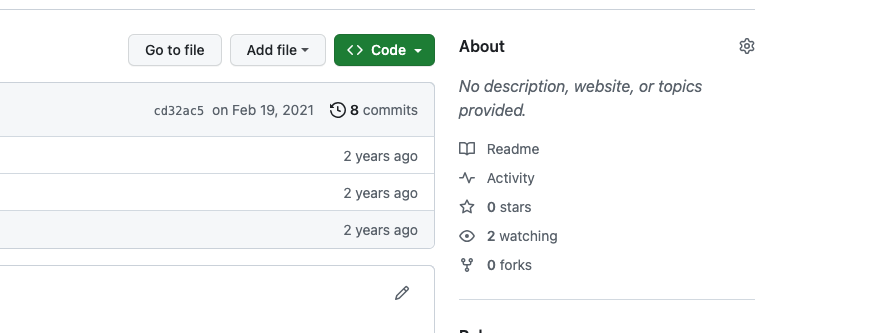 Go to file
Add file
Code
cd32ac5 on Feb 19, 2021 8 commits
2 years ago
2 years ago
2 years ago
About
No description, website, or topics
provided.
Readme
Activity
0 stars
2 watching
0 forks